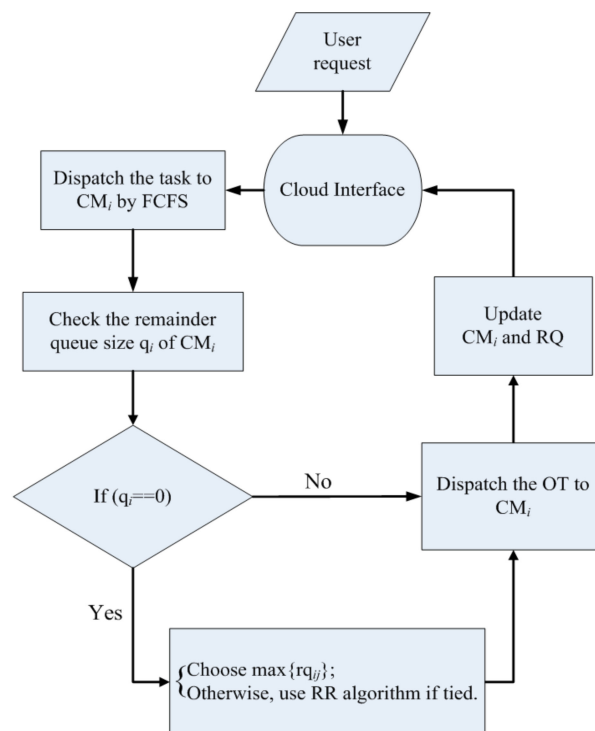 User
request
Cloud Interface
Dispatch the task to
CMᵢ by FCFS
Check the remainder
queue size qᵢ of CMᵢ
Update
CMᵢ and RQ
If (qᵢ==0)
No
Dispatch the OT to
CMᵢ
Yes
{Choose max{rqᵢⱼ};
Otherwise, use RR algorithm if tied.